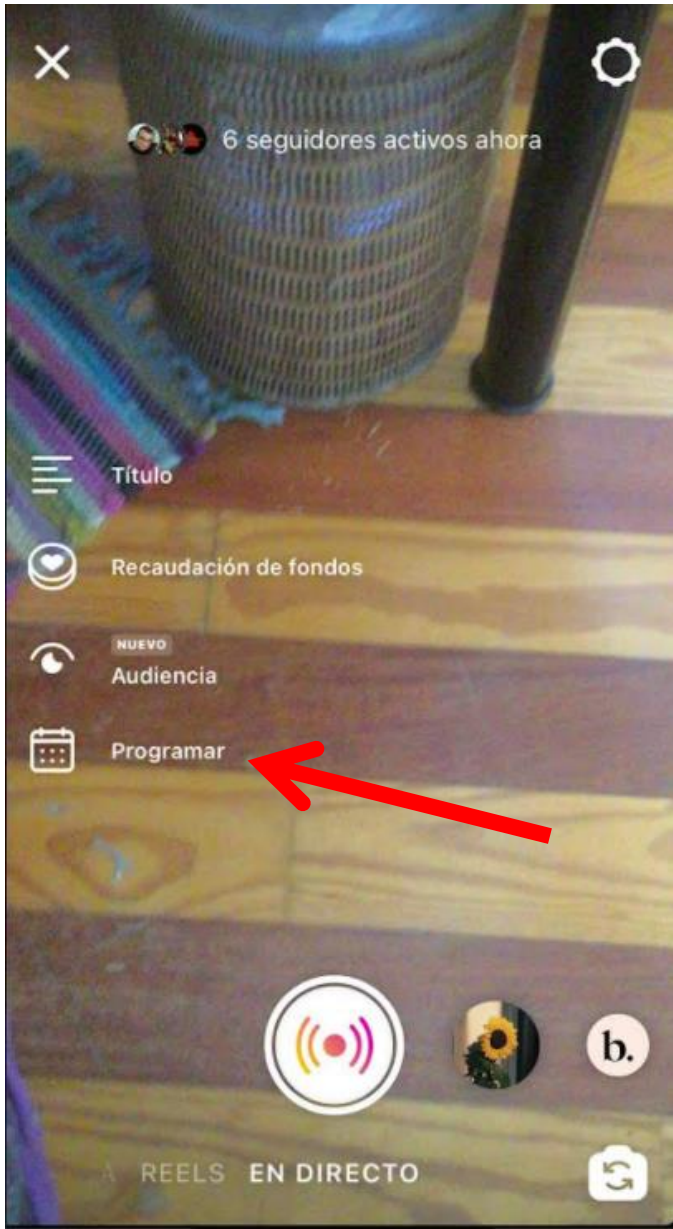 6 seguidores activos ahora
Título
Recaudación de fondos
NUEVO
Audiencia
Programar
b.
A REELS EN DIRECTO